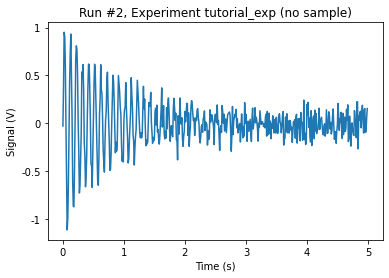 Run #2, Experiment tutorial_exp (no sample)
1
0.5
0
-0.5
-1
Signal (V)
0 1 2 3 4 5
Time (s)